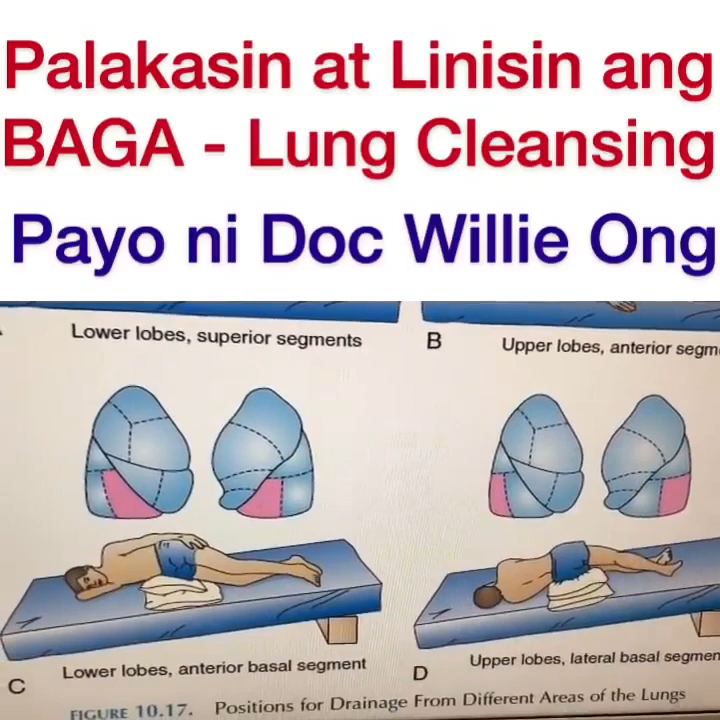 Palakasin at Linisin ang
BAGA - Lung Cleansing
Payo ni Doc Willie Ong
Lower lobes, superior segments
B
Upper lobes, anterior segm
C
Lower lobes, anterior basal segment
D
Upper lobes, lateral basal segmen
FIGURE 10.17. Positions for Drainage From Different Areas of the Lungs